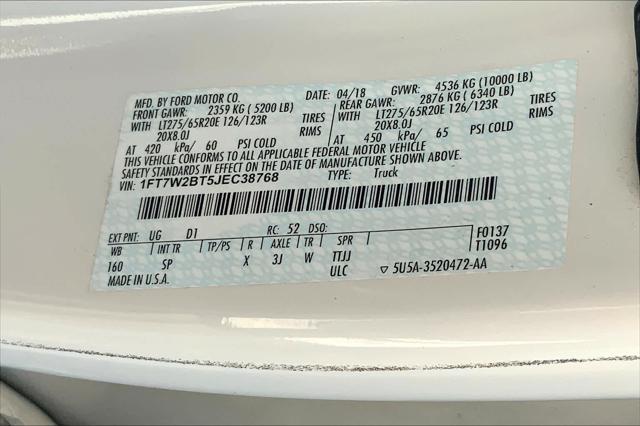 MFD. BY FORD MOTOR CO. DATE: 04/18 GVWR: 4536 KG (10000 LB)
FRONT GAWR: 2359 KG (5200 LB) REAR GAWR: 2876 KG (6340 LB)
WITH LT275/65R20E 126/123R TIRES WITH LT275/65R20E 126/123R TIRES
20X8.0J RIMS 20X8.0J RIMS
AT 420 kPa/ 60 PSI COLD AT 450 kPa/ 65 PSI COLD
THIS VEHICLE CONFORMS TO ALL APPLICABLE FEDERAL MOTOR VEHICLE
SAFETY STANDARDS IN EFFECT ON THE DATE OF MANUFACTURE SHOWN ABOVE.
VIN: 1FT7W2BT5JEC38768 TYPE: Truck
EXT PNT: UG D1 RC: 52 DSO: F0137
WB INT TR TP/PS R AXLE TR SPR T1096
160 SP X 3J W TTJJ
MADE IN U.S.A. ULC ▽ 5U5A-3520472-AA